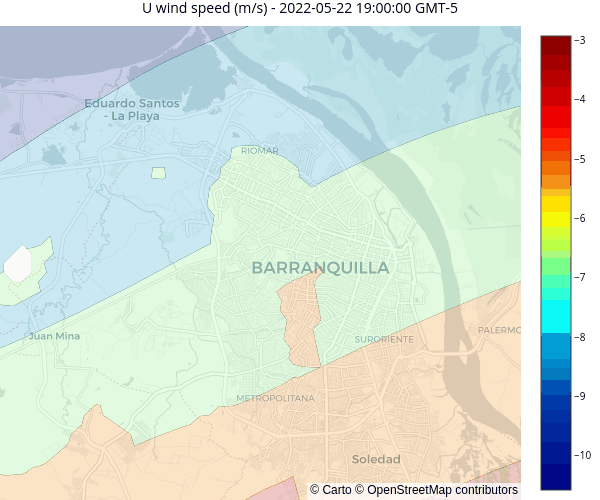 U wind speed (m/s) - 2022-05-22 19:00:00 GMT-5
−3
−4
−5
−6
−7
−8
−9
−10
Eduardo Santos
- La Playa
RIOMAR
BARRANQUILLA
Juan Mina
SURORIENTE
PALERMO
METROPOLITANA
Soledad
© Carto © OpenStreetMap contributors